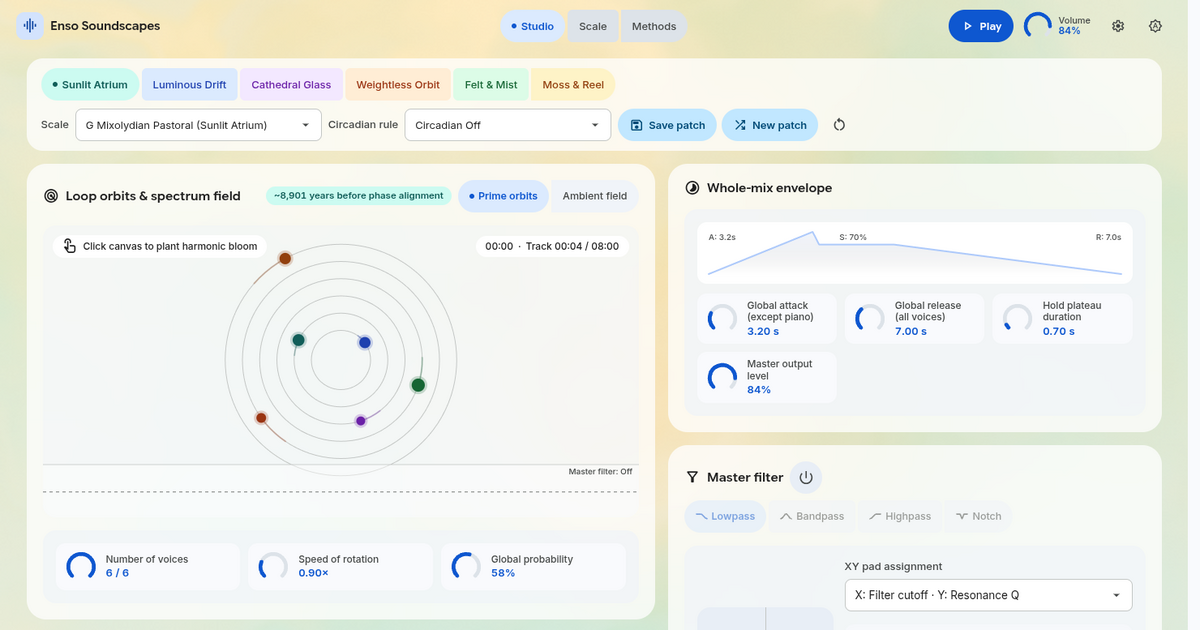 Enso Soundscapes
Studio
Scale
Methods
Play
Volume
84%
Sunlit Atrium
Luminous Drift
Cathedral Glass
Weightless Orbit
Felt & Mist
Moss & Reel
Scale
G Mixolydian Pastoral (Sunlit Atrium)
Circadian rule
Circadian Off
Save patch
New patch
Loop orbits & spectrum field
~8,901 years before phase alignment
Prime orbits
Ambient field
Click canvas to plant harmonic bloom
00:00 · Track 00:04 / 08:00
Master filter: Off
Number of voices
6 / 6
Speed of rotation
0.90×
Global probability
58%
Whole-mix envelope
A: 3.2s
S: 70%
R: 7.0s
Global attack
(except piano)
3.20 s
Global release
(all voices)
7.00 s
Hold plateau
duration
0.70 s
Master output
level
84%
Master filter
Lowpass
Bandpass
Highpass
Notch
XY pad assignment
X: Filter cutoff · Y: Resonance Q